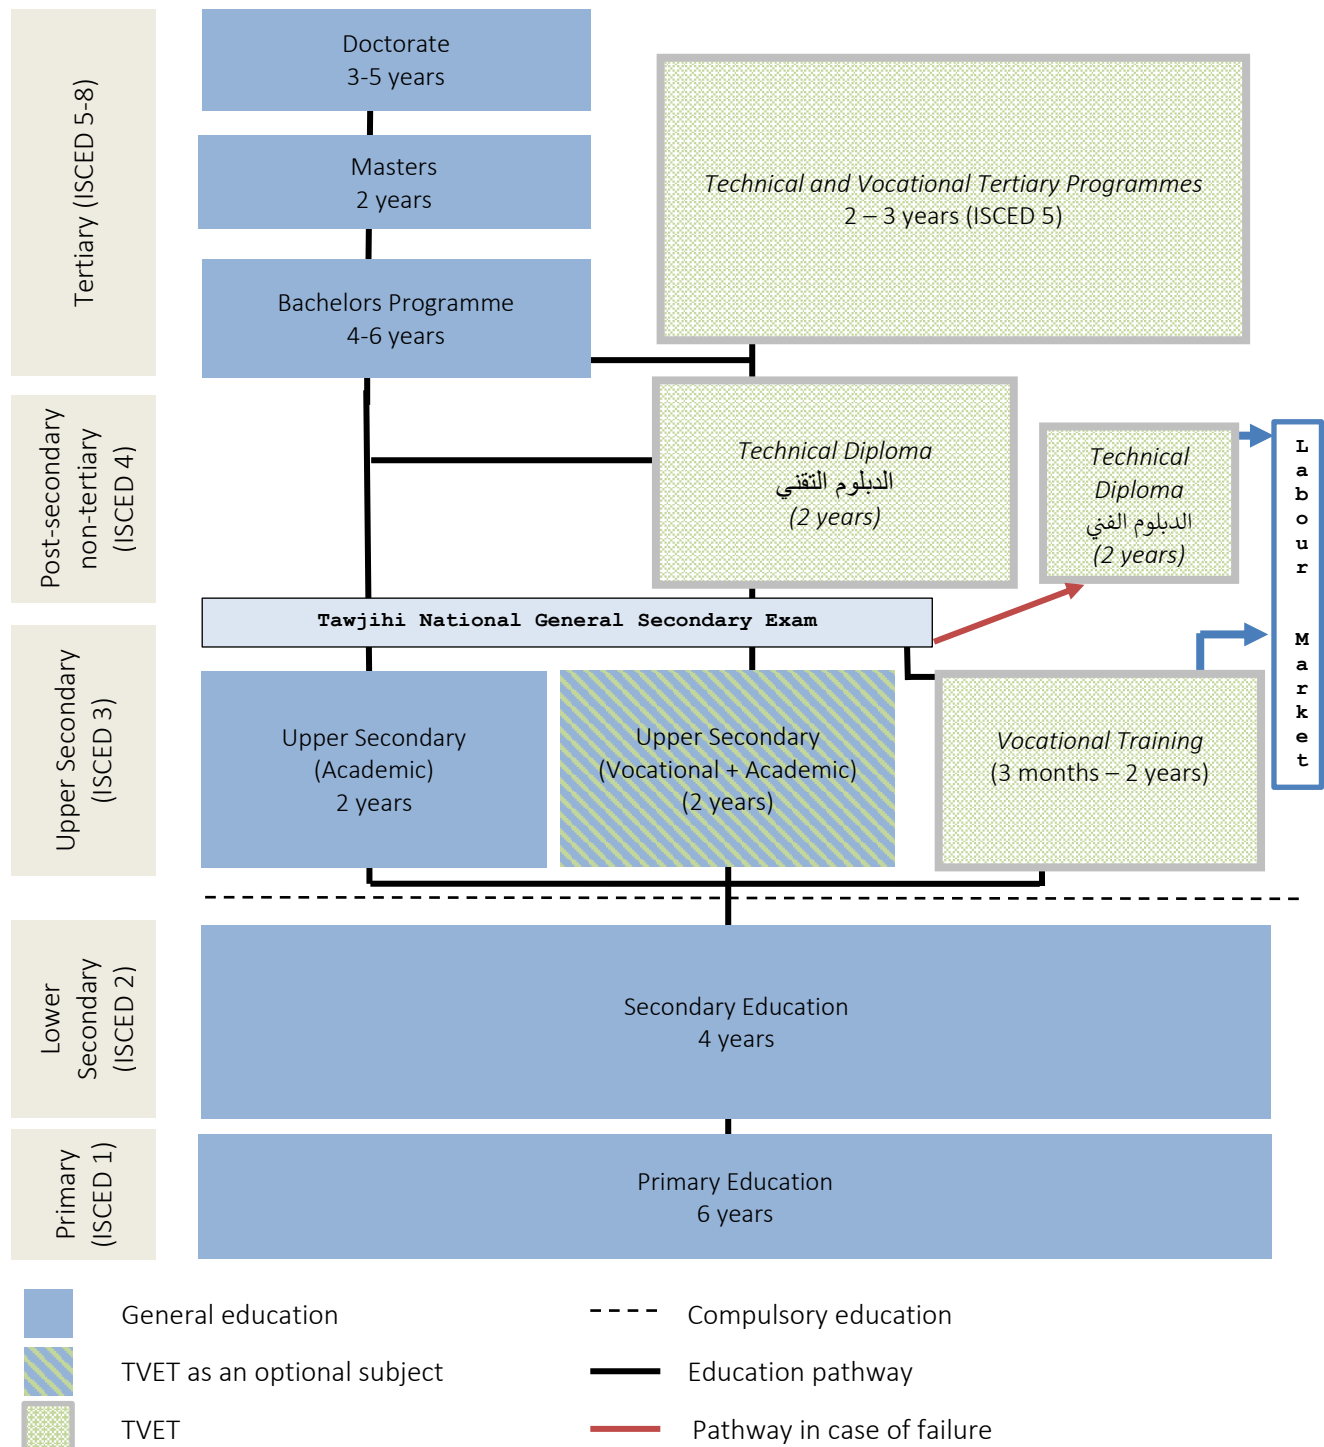 Tertiary (ISCED 5-8)
Doctorate
3-5 years
Masters
2 years
Bachelors Programme
4-6 years
Technical and Vocational Tertiary Programmes
2 – 3 years (ISCED 5)
Post-secondary
non-tertiary
(ISCED 4)
Technical Diploma
الدبلوم التقني
(2 years)
Technical
Diploma
الدبلوم الفني
(2 years)
Labour Market
Tawjihi National General Secondary Exam
Upper Secondary
(ISCED 3)
Upper Secondary
(Academic)
2 years
Upper Secondary
(Vocational + Academic)
(2 years)
Vocational Training
(3 months – 2 years)
Lower
Secondary
(ISCED 2)
Secondary Education
4 years
Primary
(ISCED 1)
Primary Education
6 years
General education
Compulsory education
TVET as an optional subject
Education pathway
TVET
Pathway in case of failure